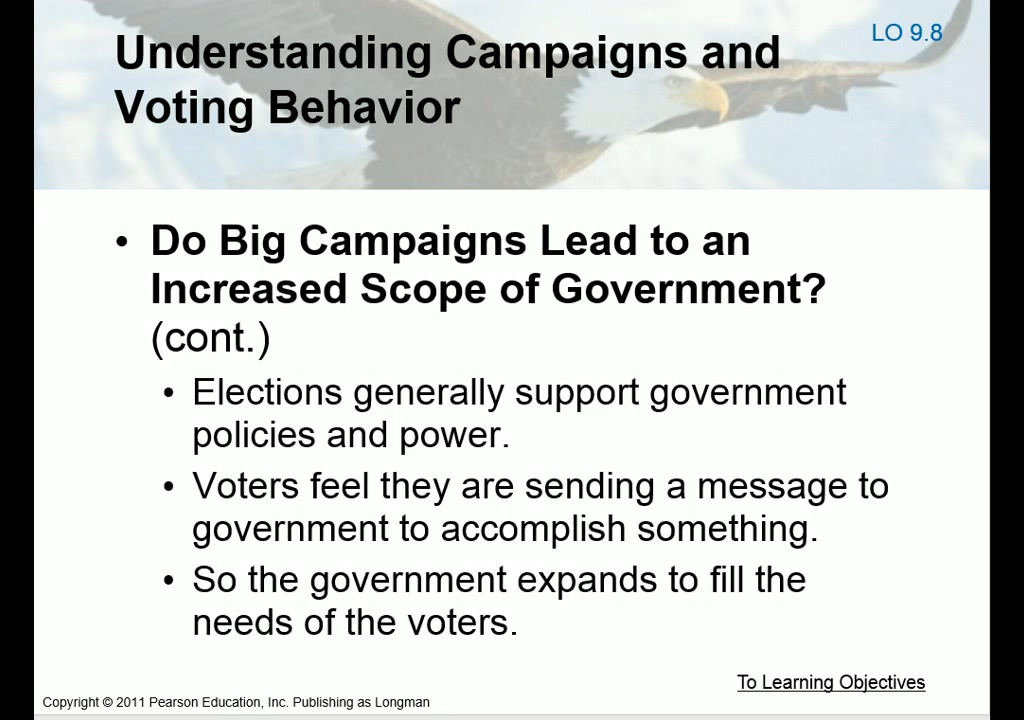 LO 9.8
Understanding Campaigns and
Voting Behavior
• Do Big Campaigns Lead to an
Increased Scope of Government?
(cont.)
• Elections generally support government
policies and power.
• Voters feel they are sending a message to
government to accomplish something.
• So the government expands to fill the
needs of the voters.
To Learning Objectives
Copyright © 2011 Pearson Education, Inc. Publishing as Longman